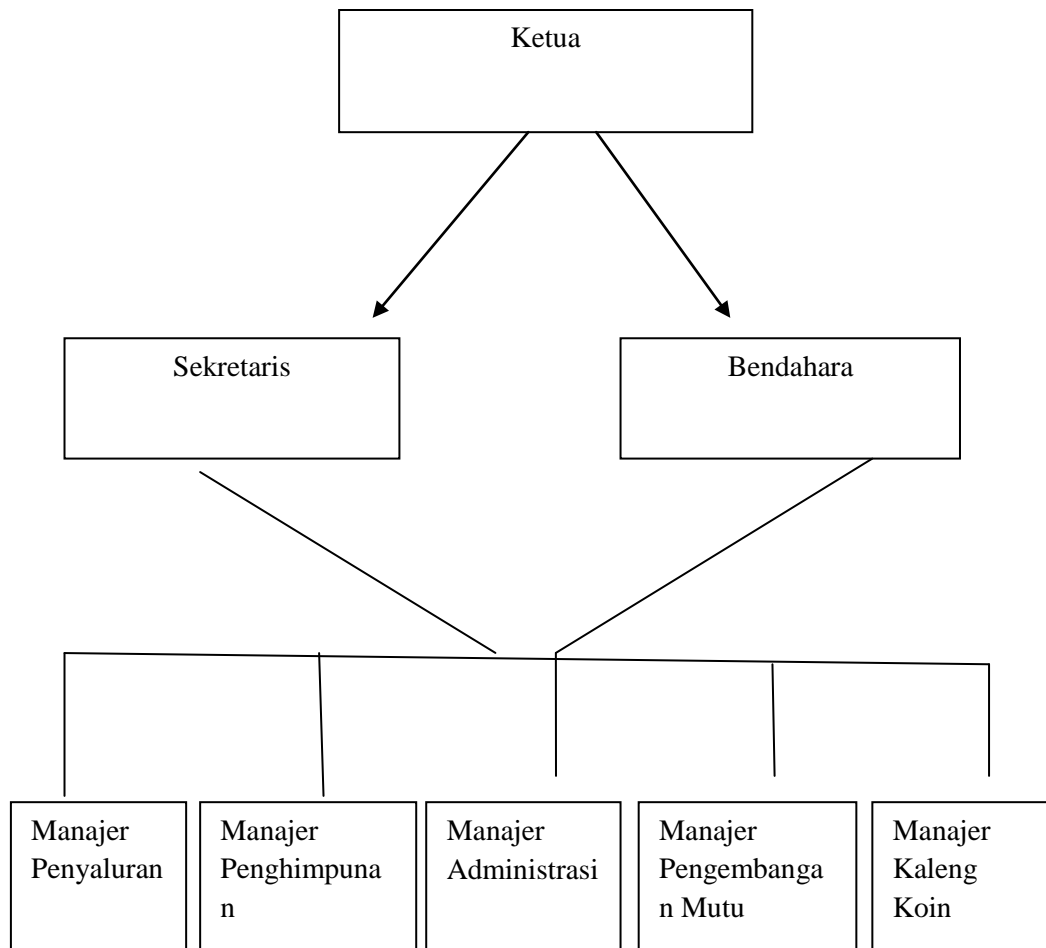 Ketua
Sekretaris
Bendahara
Manajer
Penyaluran
Manajer
Penghimpuna
n
Manajer
Administrasi
Manajer
Pengembanga
n Mutu
Manajer
Kaleng
Koin